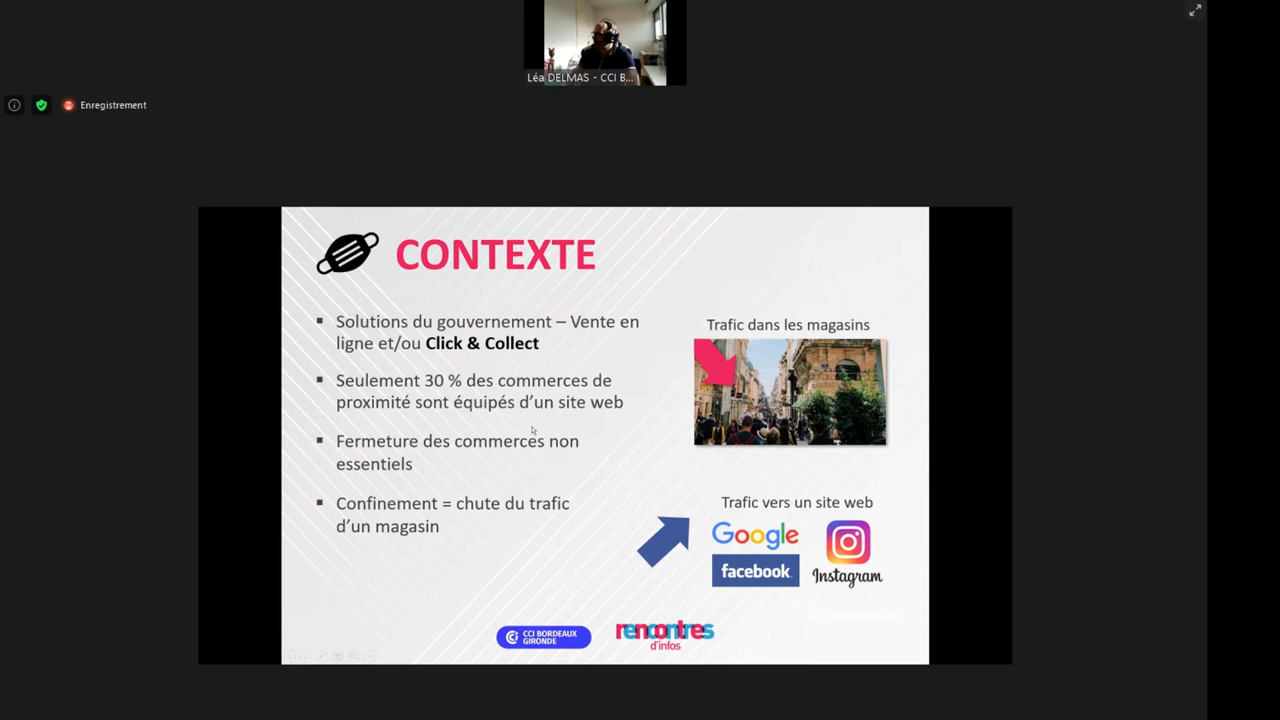 Léa DELMAS - CCI B...
Enregistrement
CONTEXTE
▪ Solutions du gouvernement – Vente en
ligne et/ou Click & Collect
▪ Seulement 30 % des commerces de
proximité sont équipés d’un site web
▪ Fermeture des commerces non
essentiels
▪ Confinement = chute du trafic
d’un magasin
Trafic dans les magasins
Trafic vers un site web
Google
facebook
Instagram
CCI BORDEAUX
GIRONDE
rencontres
d'infos